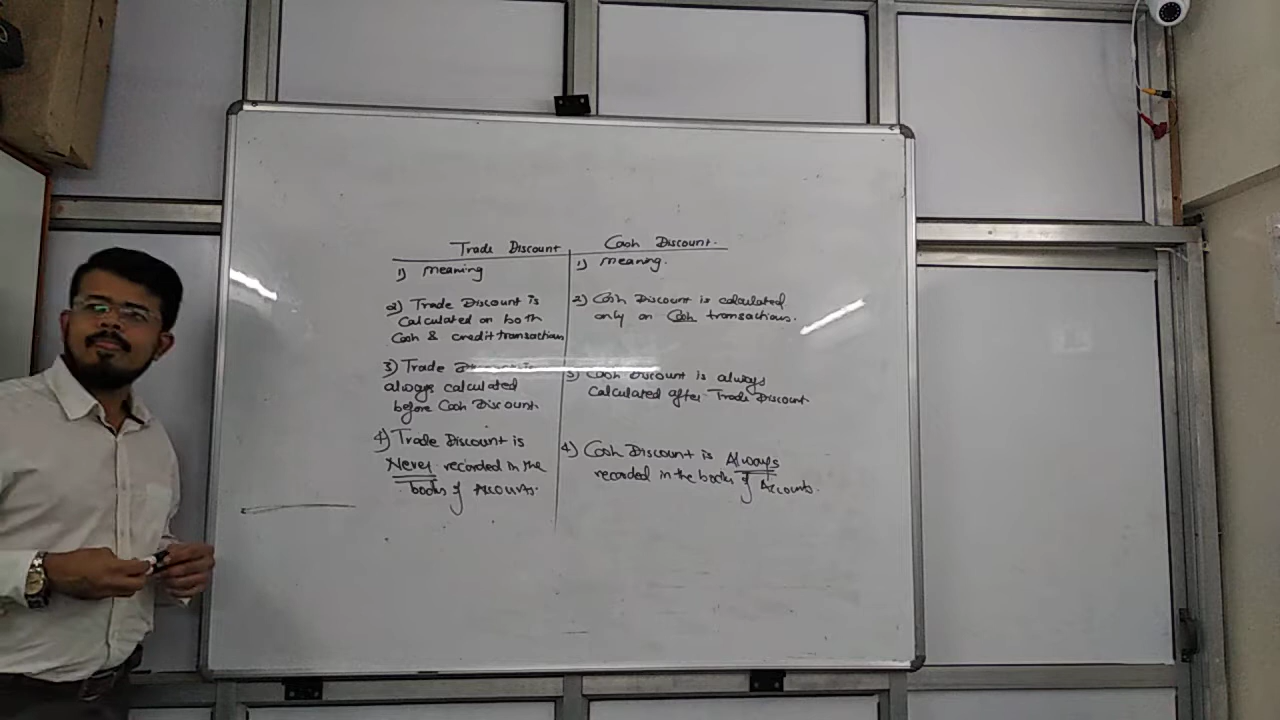 Trade Discount
1) Meaning
2) Trade Discount is
Calculated on both
Cash & credit transactions
3) Trade
always calculated
before Cash Discount
4) Trade Discount is
Never recorded in the
books of Accounts.
Cash Discount.
1) Meaning.
2) Cash Discount is calculated
only on Cash transactions.
3) Cash Discount is always
Calculated after Trade Discount
4) Cash Discount is Always
recorded in the books of Accounts.